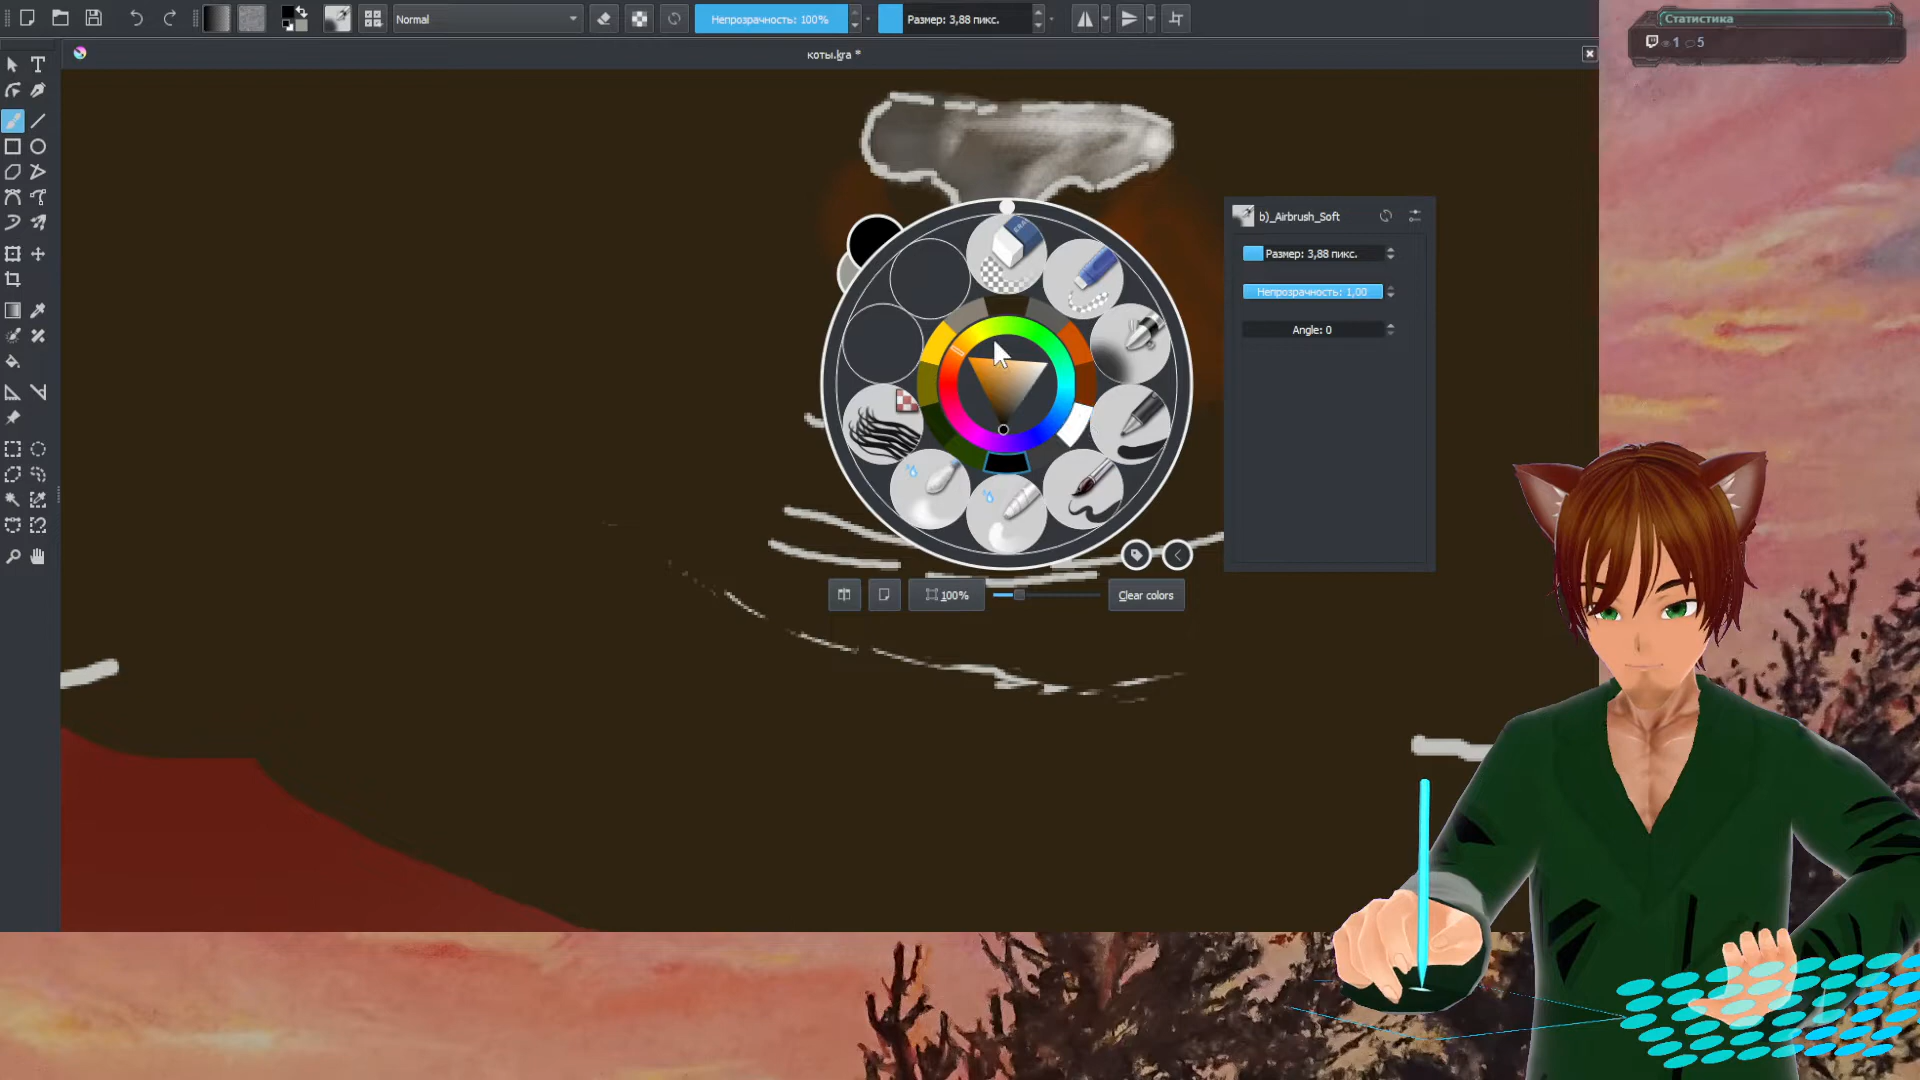 Normal
Непрозрачность: 100%
Размер: 3,88 пикс.
Статистика
1 5
коты.kra *
b)_Airbrush_Soft
Размер: 3,88 пикс.
Непрозрачность: 1,00
Angle: 0
100%
Clear colors